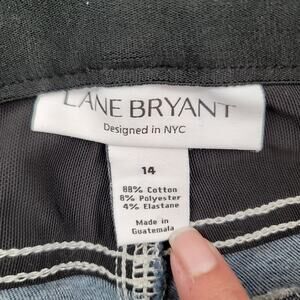 LANE BRYANT
Designed in NYC
14
88% Cotton
8% Polyester
4% Elastane
Made in
Guatemala